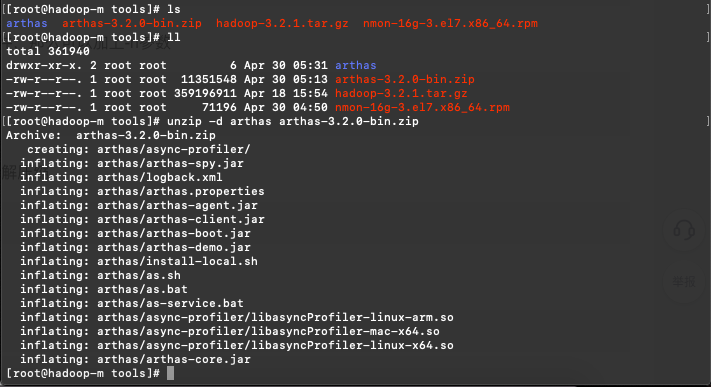 [[root@hadoop-m tools]# ls ]
arthas  arthas-3.2.0-bin.zip  hadoop-3.2.1.tar.gz  nmon-16g-3.el7.x86_64.rpm
[[root@hadoop-m tools]# ll ]
total 361940
drwxr-xr-x. 2 root root         6 Apr 30 05:31 arthas
-rw-r--r--. 1 root root  11351548 Apr 30 05:13 arthas-3.2.0-bin.zip
-rw-r--r--. 1 root root 359196911 Apr 18 15:54 hadoop-3.2.1.tar.gz
-rw-r--r--. 1 root root     71196 Apr 30 04:50 nmon-16g-3.el7.x86_64.rpm
[[root@hadoop-m tools]# unzip -d arthas arthas-3.2.0-bin.zip ]
Archive:  arthas-3.2.0-bin.zip
   creating: arthas/async-profiler/
  inflating: arthas/arthas-spy.jar
  inflating: arthas/logback.xml
  inflating: arthas/arthas.properties
  inflating: arthas/arthas-agent.jar
  inflating: arthas/arthas-client.jar
  inflating: arthas/arthas-boot.jar
  inflating: arthas/arthas-demo.jar
  inflating: arthas/install-local.sh
  inflating: arthas/as.sh
  inflating: arthas/as.bat
  inflating: arthas/as-service.bat
  inflating: arthas/async-profiler/libasyncProfiler-linux-arm.so
  inflating: arthas/async-profiler/libasyncProfiler-mac-x64.so
  inflating: arthas/async-profiler/libasyncProfiler-linux-x64.so
  inflating: arthas/arthas-core.jar
[root@hadoop-m tools]#
举报